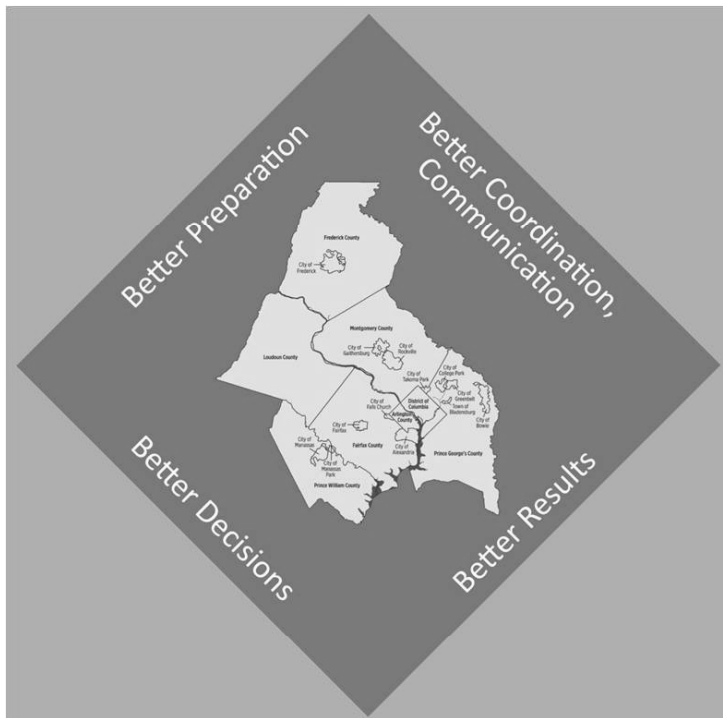 Better Preparation
Better Coordination,
Communication
Frederick County
City of
Frederick
Montgomery County
City of
Gaithersburg
City of
Rockville
Loudoun County
City of
Takoma Park
City of
College Park
City of
Greenbelt
Town of
Bladensburg
City of
Bowie
District of
Columbia
City of
Falls Church
Arlington
County
City of
Fairfax
Fairfax County
City of
Alexandria
Prince George's County
City of
Manassas
City of
Manassas
Park
Prince William County
Better Decisions
Better Results